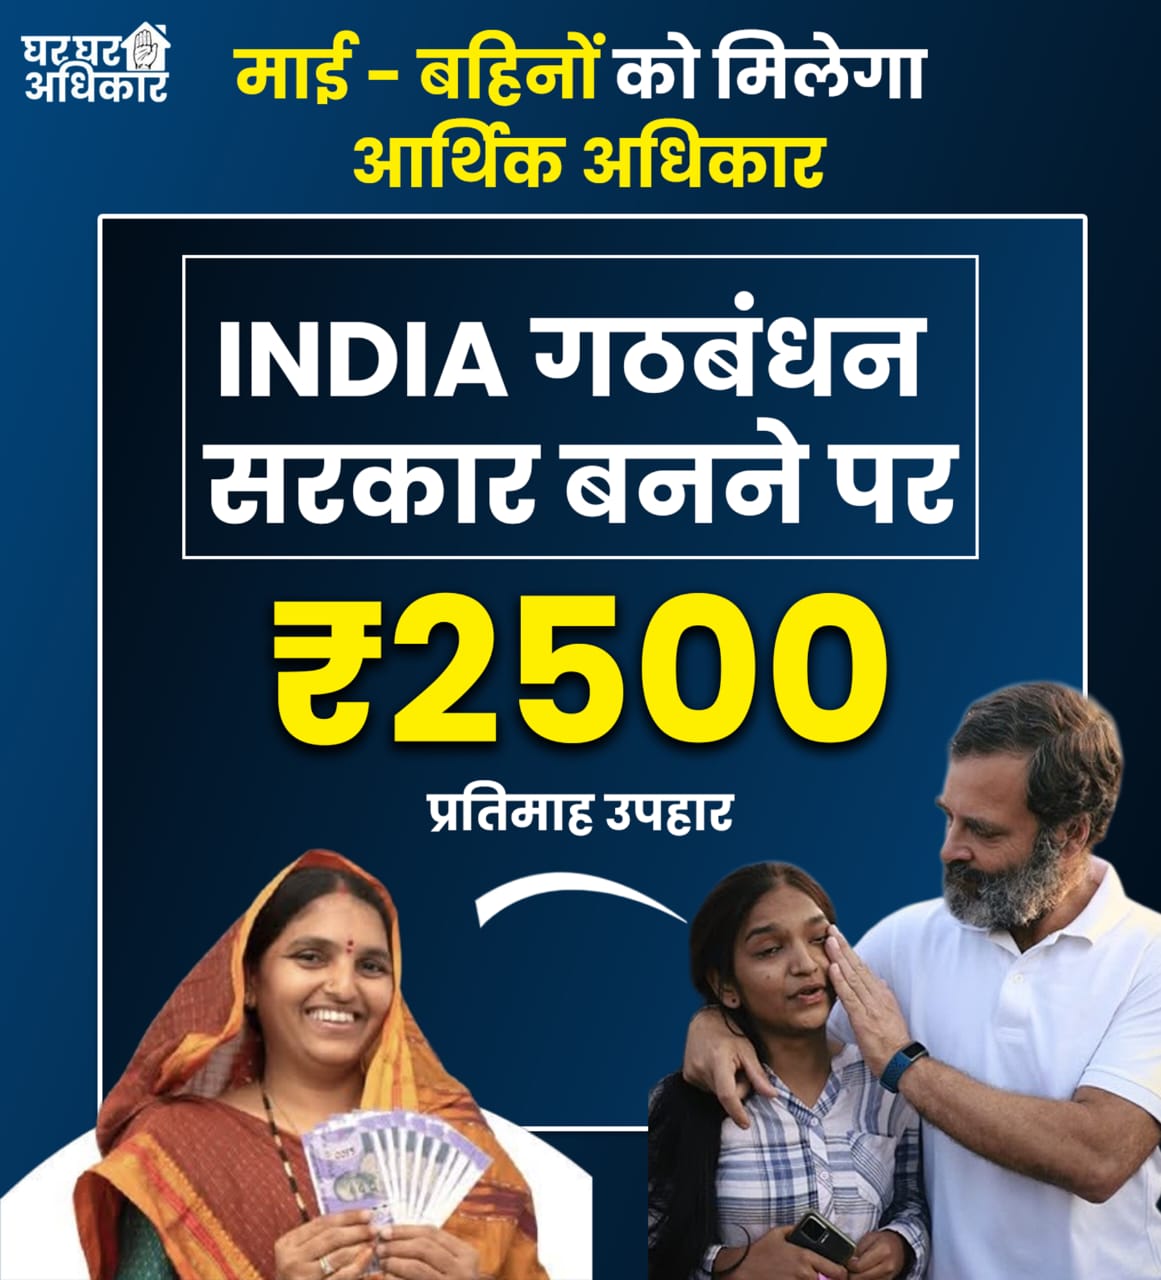 घर घर
अधिकार
माई - बहिनों को मिलेगा
आर्थिक अधिकार
INDIA गठबंधन
सरकार बनने पर
₹2500
प्रतिमाह उपहार